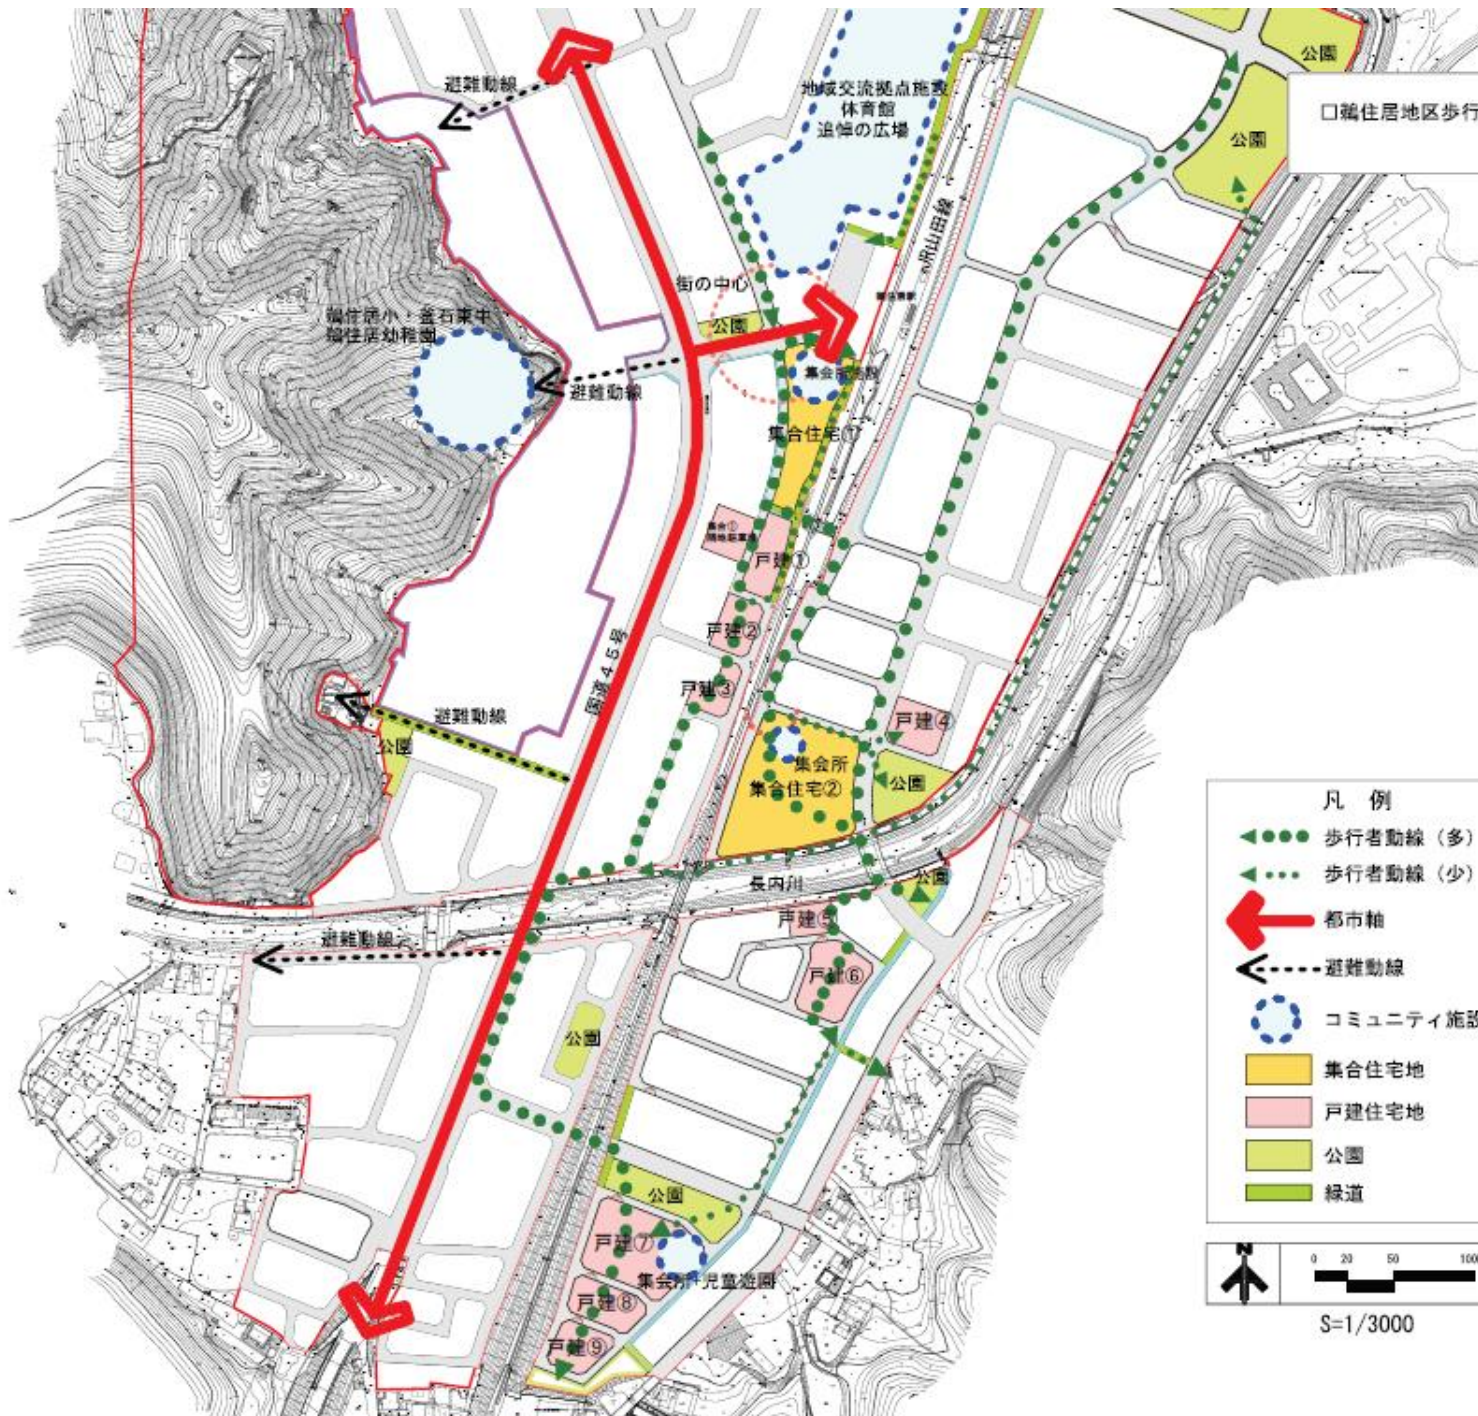 公園
避難動線
地域交流拠点施設
体育館
追悼の広場
□鵜住居地区歩行
公園
JR山田線
街の中心
鵜住居小・釜石東中
鵜住居幼稚園
公園
避難動線
集会所施設
集合住宅①
集合①
戸建①
戸建②
国道45号
戸建③
避難動線
戸建④
公園
集会所
集合住宅②
公園
長内川
公園
戸建⑤
避難動線
戸建⑥
公園
公園
戸建⑦
集会所+児童遊園
戸建⑧
戸建⑨
凡 例
歩行者動線(多)
歩行者動線(少)
都市軸
避難動線
コミュニティ施設
集合住宅地
戸建住宅地
公園
緑道
N
0 20 50 100
S=1/3000